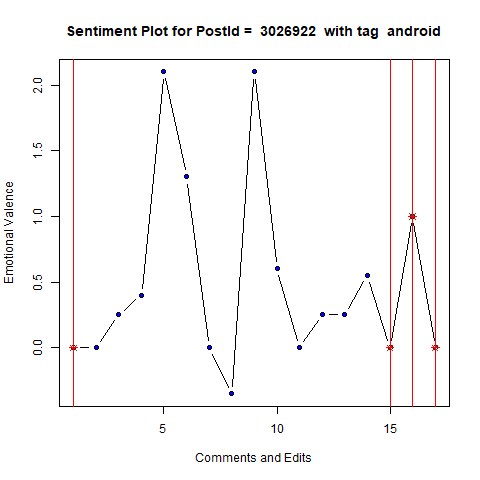 Sentiment Plot for PostId =  3026922  with tag  android
Emotional Valence
2.0
1.5
1.0
0.5
0.0
5
10
15
Comments and Edits